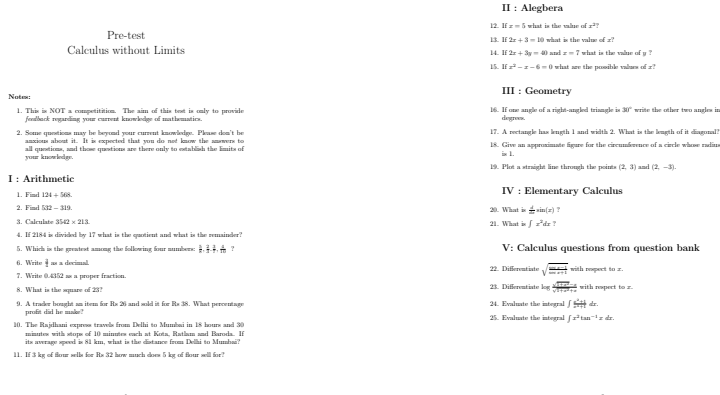 Pre-test
Calculus without Limits
Notes:
1. This is NOT a competitition. The aim of this test is only to provide
feedback regarding your current knowledge of mathematics.
2. Some questions may be beyond your current knowledge. Please don't be
anxious about it. It is expected that you do not know the answers to
all questions, and those questions are there only to establish the limits of
your knowledge.
I : Arithmetic
1. Find 124 + 568.
2. Find 532 − 319.
3. Calculate 3542 × 213.
4. If 2184 is divided by 17 what is the quotient and what is the remainder?
5. Which is the greatest among the following four numbers: ?
6. Write as a decimal.
7. Write 0.4352 as a proper fraction.
8. What is the square of 23?
9. A trader bought an item for Rs 26 and sold it for Rs 38. What percentage
profit did he make?
10. The Rajdhani express travels from Delhi to Mumbai in 18 hours and 30
minutes with stops of 10 minutes each at Kota, Ratlam and Baroda. If
its average speed is 81 km, what is the distance from Delhi to Mumbai?
11. If 3 kg of flour sells for Rs 32 how much does 5 kg of flour sell for?
II : Alegbera
12. If x = 5 what is the value of x²?
13. If 2x + 3 = 10 what is the value of x?
14. If 2x + 3y = 40 and x = 7 what is the value of y ?
15. If x² − x − 6 = 0 what are the possible values of x?
III : Geometry
16. If one angle of a right-angled triangle is 30° write the other two angles in
degrees.
17. A rectangle has length 1 and width 2. What is the length of it diagonal?
18. Give an approximate figure for the circumference of a circle whose radius
is 1.
19. Plot a straight line through the points (2, 3) and (2, −3).
IV : Elementary Calculus
20. What is d/dx sin(x) ?
21. What is ∫ x²dx ?
V: Calculus questions from question bank
22. Differentiate with respect to x.
23. Differentiate log with respect to x.
24. Evaluate the integral ∫ dx.
25. Evaluate the integral ∫ tan⁻¹ x dx.